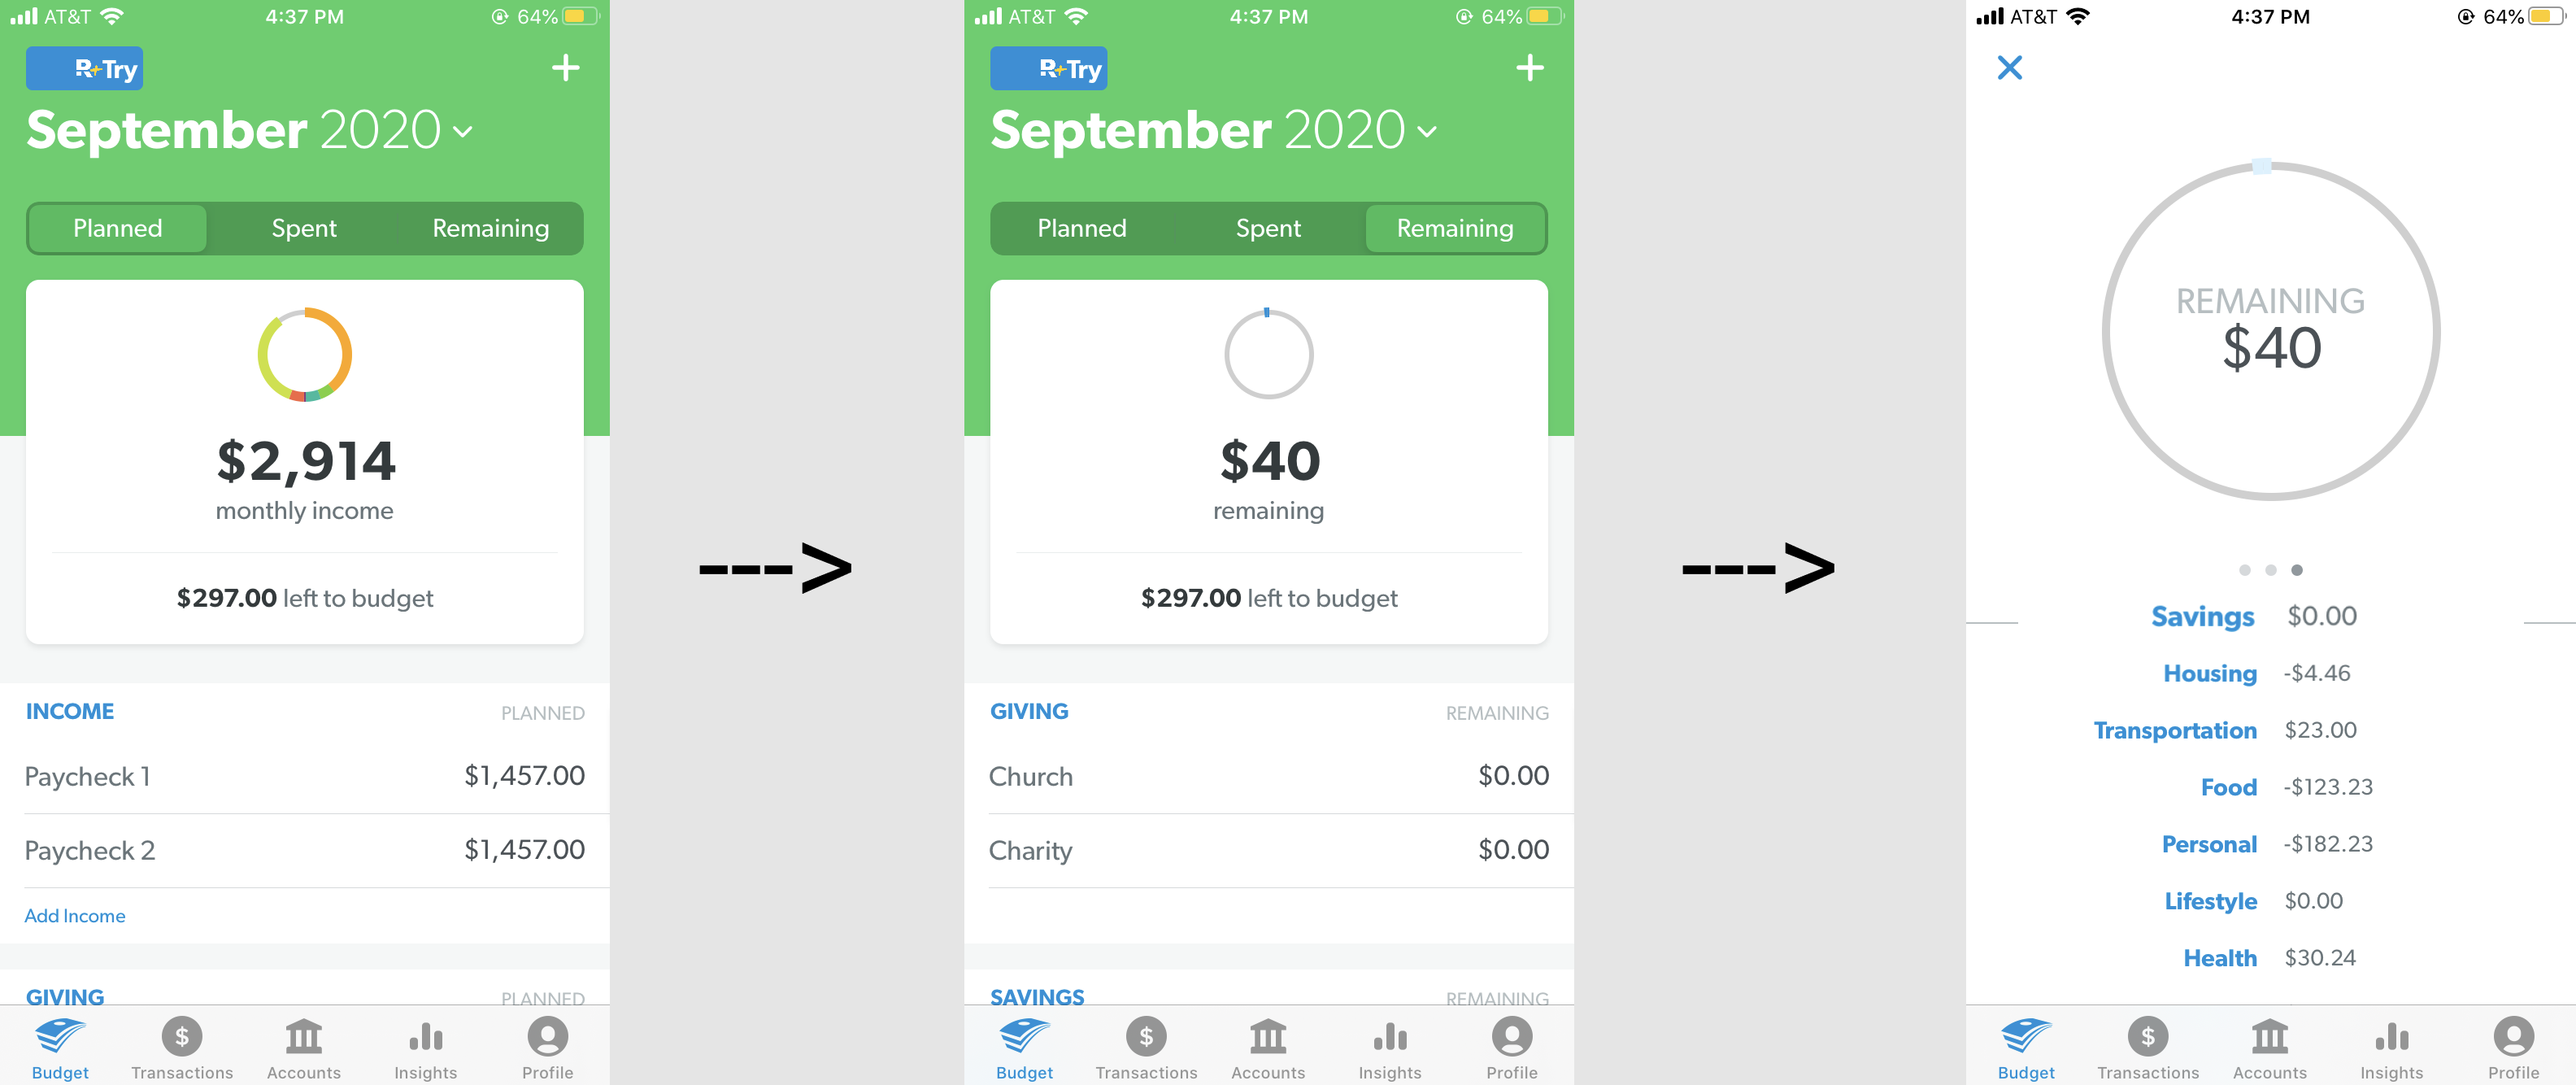 AT&T 4:37 PM 64%
R+Try
September 2020
Planned Spent Remaining
$2,914
monthly income
$297.00 left to budget
INCOME PLANNED
Paycheck 1 $1,457.00
Paycheck 2 $1,457.00
Add Income
GIVING PLANNED
Budget Transactions Accounts Insights Profile
--->
AT&T 4:37 PM 64%
R+Try
September 2020
Planned Spent Remaining
$40
remaining
$297.00 left to budget
GIVING REMAINING
Church $0.00
Charity $0.00
SAVINGS REMAINING
Budget Transactions Accounts Insights Profile
--->
AT&T 4:37 PM 64%
REMAINING
$40
Savings $0.00
Housing -$4.46
Transportation $23.00
Food -$123.23
Personal -$182.23
Lifestyle $0.00
Health $30.24
Budget Transactions Accounts Insights Profile